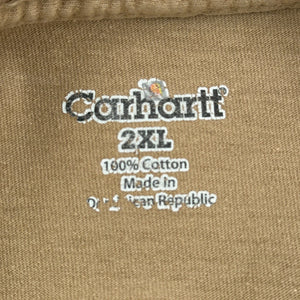 Carhartt®
2XL
100% Cotton
Made in
Republic